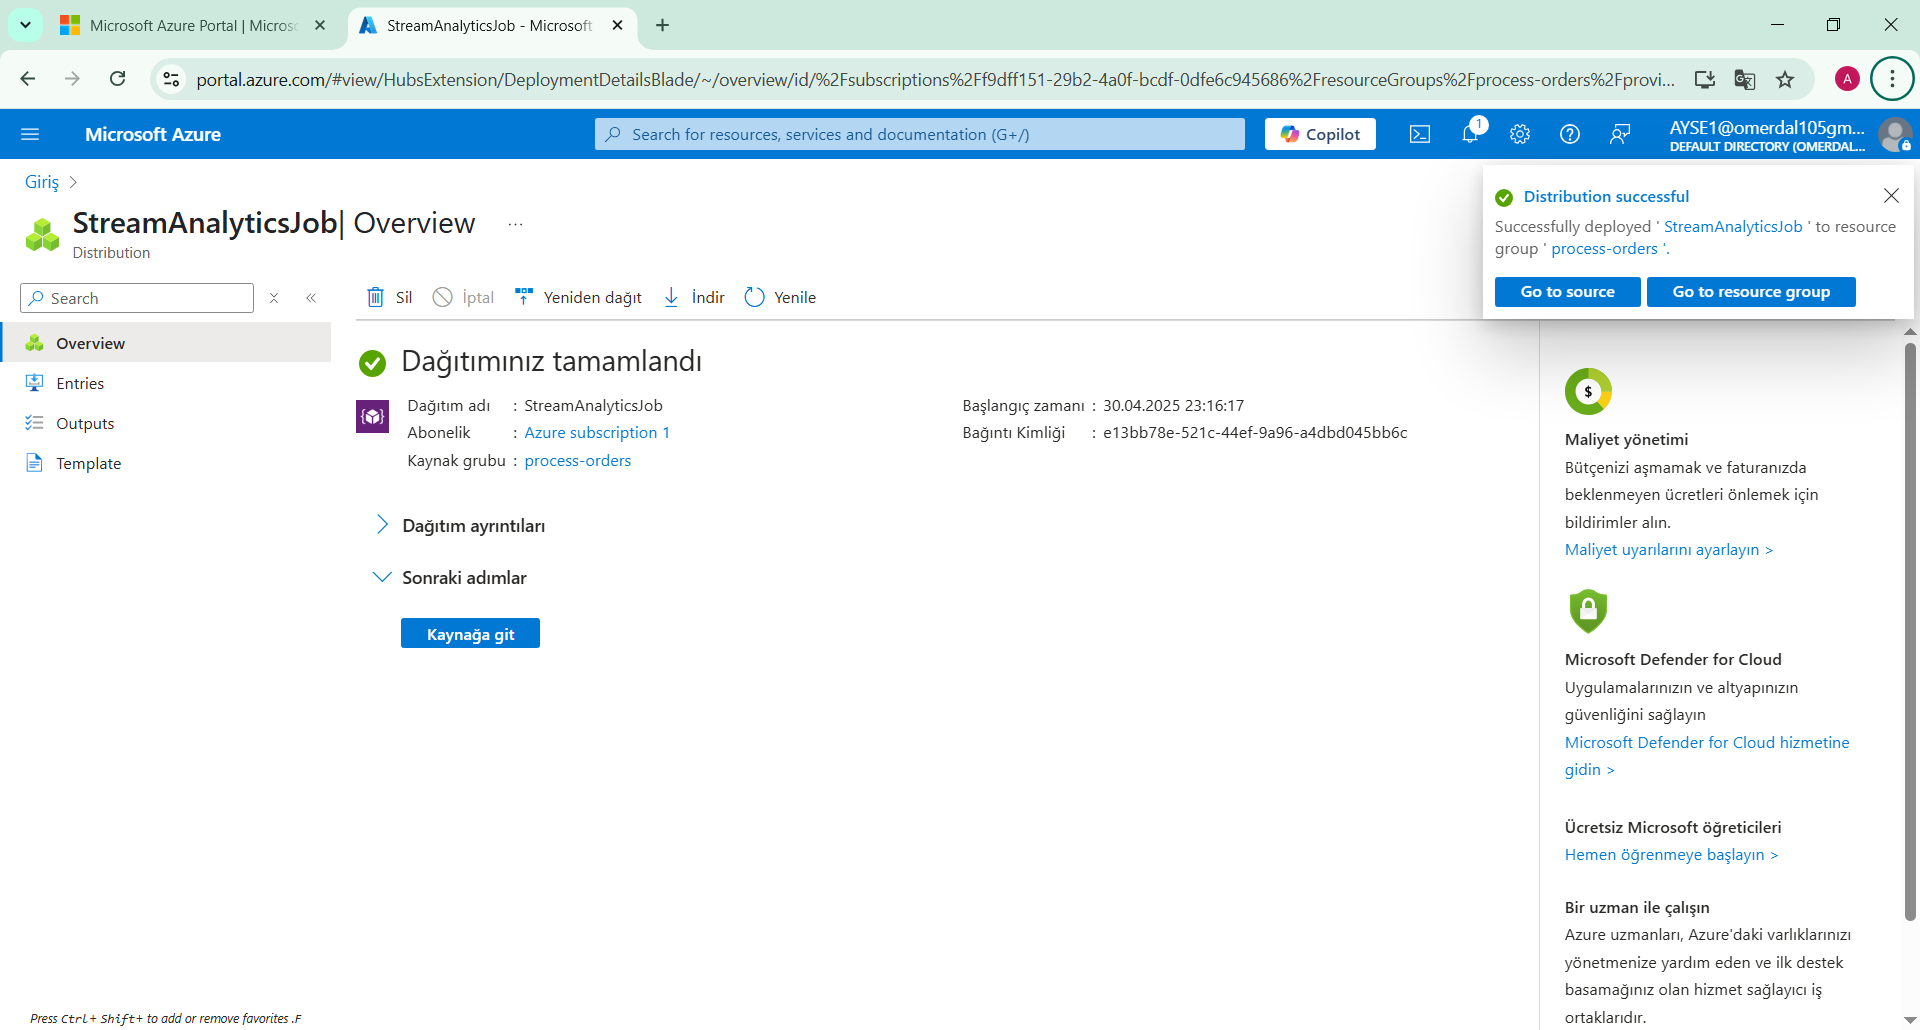 Microsoft Azure Portal | Micros
StreamAnalyticsJob - Microsoft
portal.azure.com/#view/HubsExtension/DeploymentDetailsBlade/~/overview/id/%2Fsubscriptions%2Ff9dff151-29b2-4a0f-bcdf-0dfe6c945686%2FresourceGroups%2Fprocess-orders%2Fprovi...
A
Microsoft Azure
Search for resources, services and documentation (G+/)
Copilot
1
AYSE1@omerdal105gm...
DEFAULT DIRECTORY (OMERDAL...
Giriş
StreamAnalyticsJob| Overview ...
Distribution
Distribution successful
Successfully deployed ' StreamAnalyticsJob ' to resource
group ' process-orders '.
Go to source
Go to resource group
Search
Sil
İptal
Yeniden dağıt
İndir
Yenile
Overview
Entries
Outputs
Template
Dağıtımınız tamamlandı
Dağıtım adı : StreamAnalyticsJob
Abonelik : Azure subscription 1
Kaynak grubu : process-orders
Başlangıç zamanı : 30.04.2025 23:16:17
Bağıntı Kimliği : e13bb78e-521c-44ef-9a96-a4dbd045bb6c
Dağıtım ayrıntıları
Sonraki adımlar
Kaynağa git
$
Maliyet yönetimi
Bütçenizi aşmamak ve faturanızda
beklenmeyen ücretleri önlemek için
bildirimler alın.
Maliyet uyarılarını ayarlayın >
Microsoft Defender for Cloud
Uygulamalarınızın ve altyapınızın
güvenliğini sağlayın
Microsoft Defender for Cloud hizmetine
gidin >
Ücretsiz Microsoft öğreticileri
Hemen öğrenmeye başlayın >
Bir uzman ile çalışın
Azure uzmanları, Azure'daki varlıklarınızı
yönetmenize yardım eden ve ilk destek
basamağınız olan hizmet sağlayıcı iş
ortaklarıdır.
Press Ctrl+ Shift+ to add or remove favorites .F